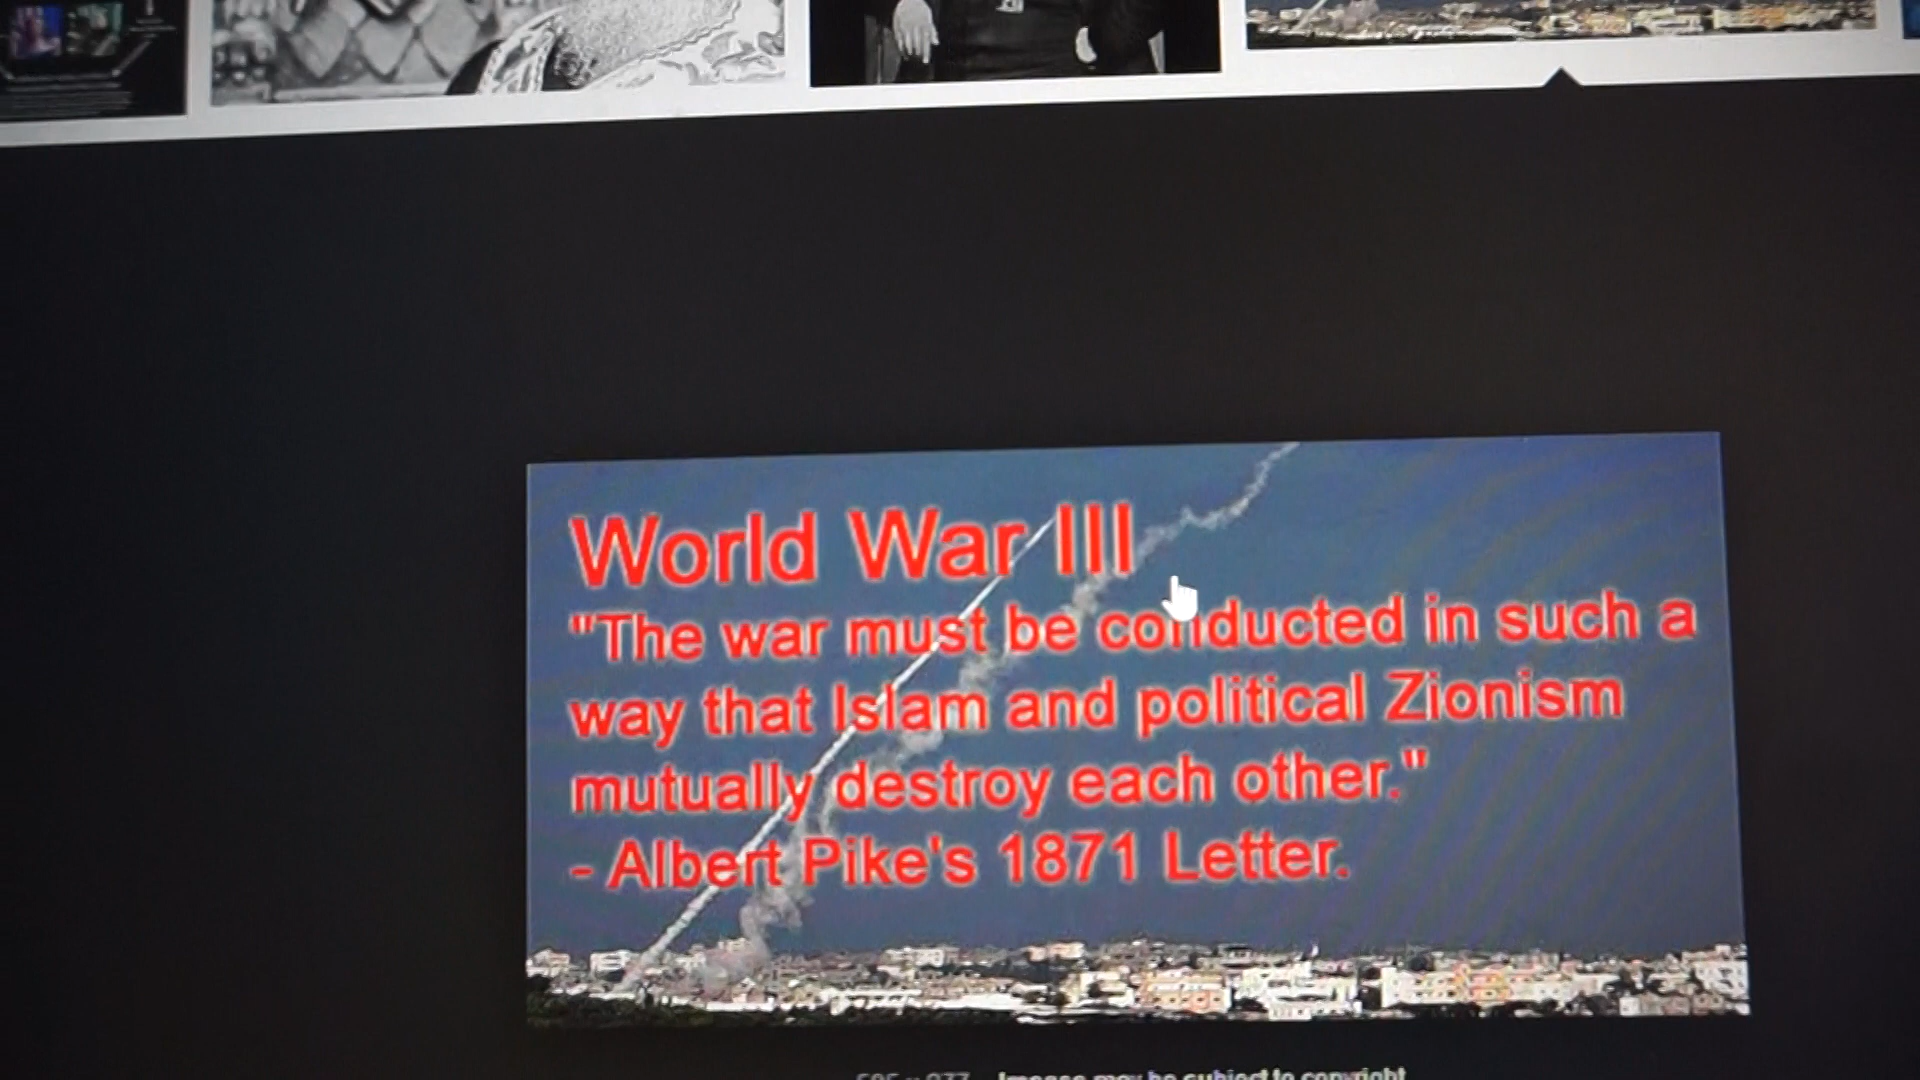 World War III
"The war must be conducted in such a
way that Islam and political Zionism
mutually destroy each other."
- Albert Pike's 1871 Letter.
Images may be subject to copyright